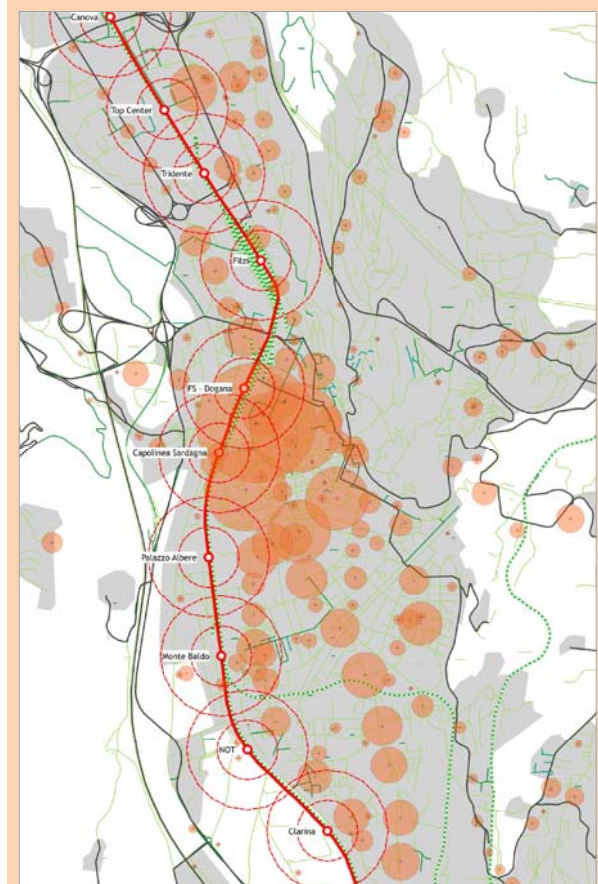 Canova
Top Center
Tridente
Filzi
FS - Dogana
Capolinea Sardagna
Palazzo Albere
Monte Baldo
NOT
Clarina